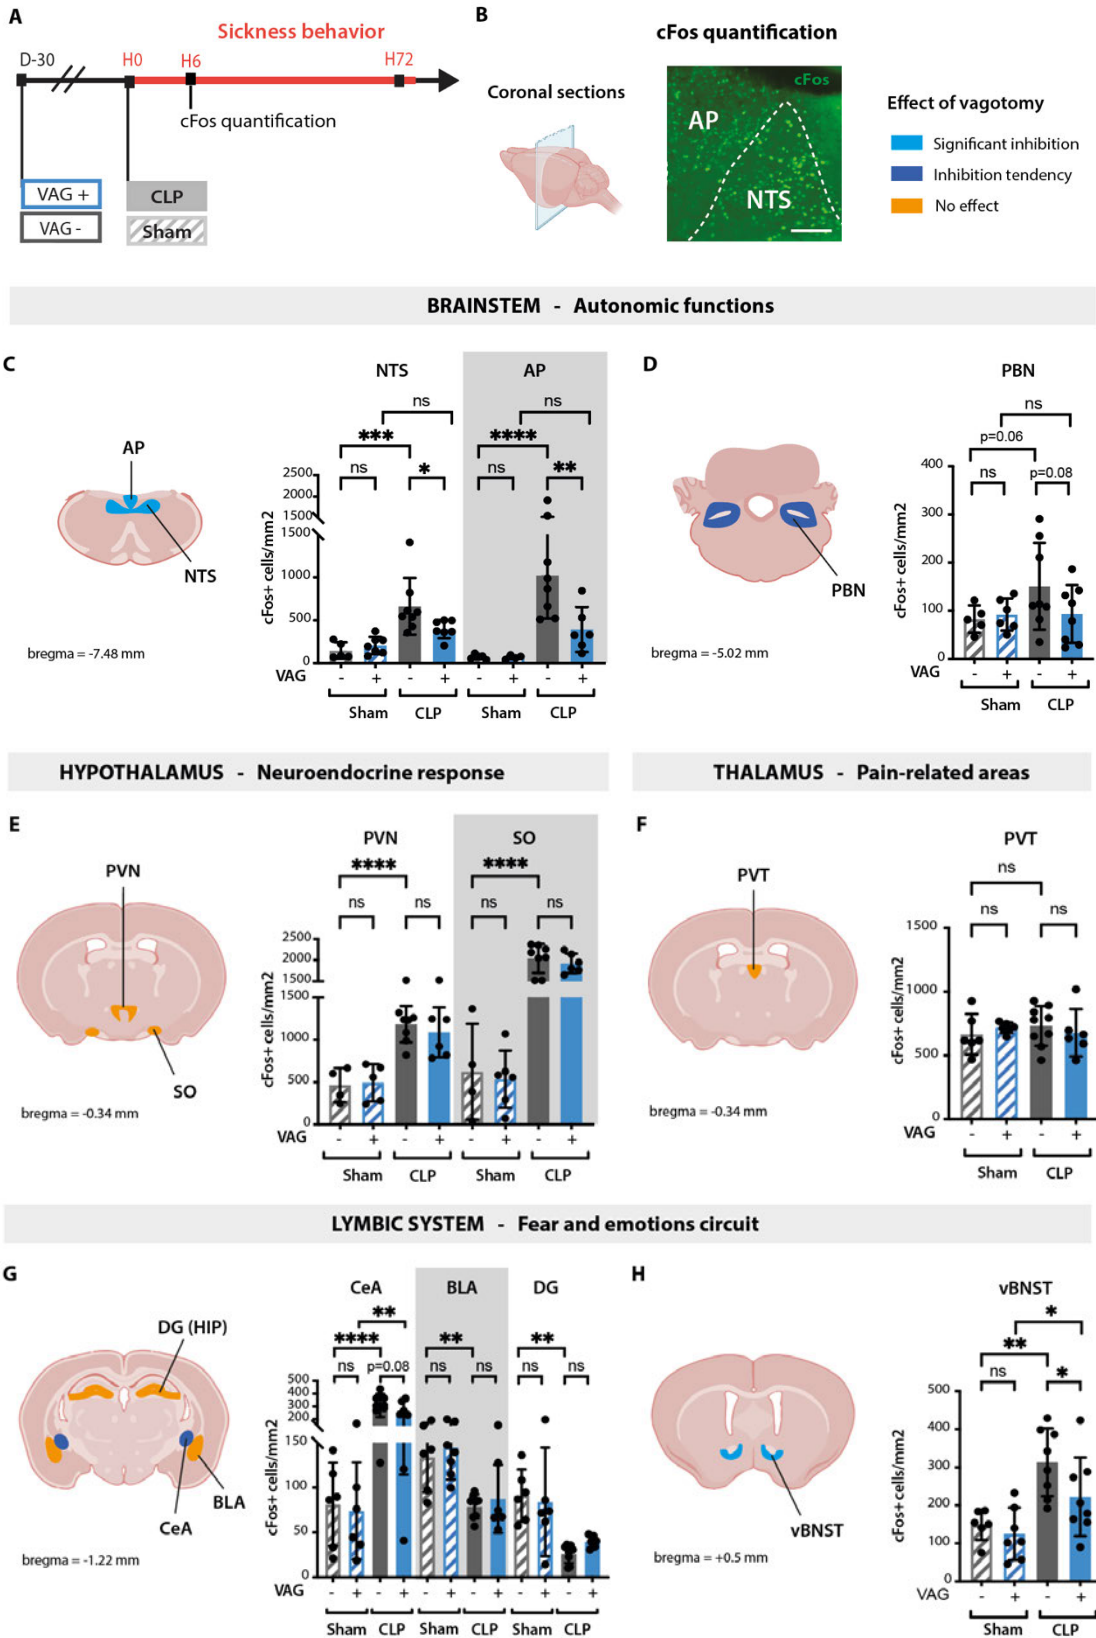 A
Sickness behavior
D-30
H0
H6
H72
cFos quantification
VAG +
VAG -
CLP
Sham
B
cFos quantification
Coronal sections
cFos
AP
NTS
Effect of vagotomy
Significant inhibition
Inhibition tendency
No effect
BRAINSTEM - Autonomic functions
C
AP
NTS
bregma = -7.48 mm
NTS
AP
ns
ns
***
****
ns
*
ns
**
cFos+ cells/mm2
2500
2000
1500
1500
1000
500
0
VAG
- + - + - + - +
Sham CLP Sham CLP
D
PBN
bregma = -5.02 mm
PBN
ns
p=0.06
ns
p=0.08
cFos+ cells/mm2
400
300
200
100
0
VAG
- + - +
Sham CLP
HYPOTHALAMUS - Neuroendocrine response
E
PVN
SO
bregma = -0.34 mm
PVN
SO
****
****
ns
ns
ns
ns
cFos+ cells/mm2
2500
2000
1500
1500
1000
500
0
VAG
- + - + - + - +
Sham CLP Sham CLP
THALAMUS - Pain-related areas
F
PVT
bregma = -0.34 mm
PVT
ns
ns
ns
cFos+ cells/mm2
1500
1000
500
0
VAG
- + - +
Sham CLP
LYMBIC SYSTEM - Fear and emotions circuit
G
DG (HIP)
BLA
CeA
bregma = -1.22 mm
CeA
BLA
DG
**
****
**
**
ns
p=0.08
ns
ns
ns
ns
cFos+ cells/mm2
500
400
300
200
150
100
50
0
VAG
- + - + - + - + - + - +
Sham CLP Sham CLP Sham CLP
H
vBNST
bregma = +0.5 mm
vBNST
*
**
ns
*
cFos+ cells/mm2
500
400
300
200
100
0
VAG
- + - +
Sham CLP